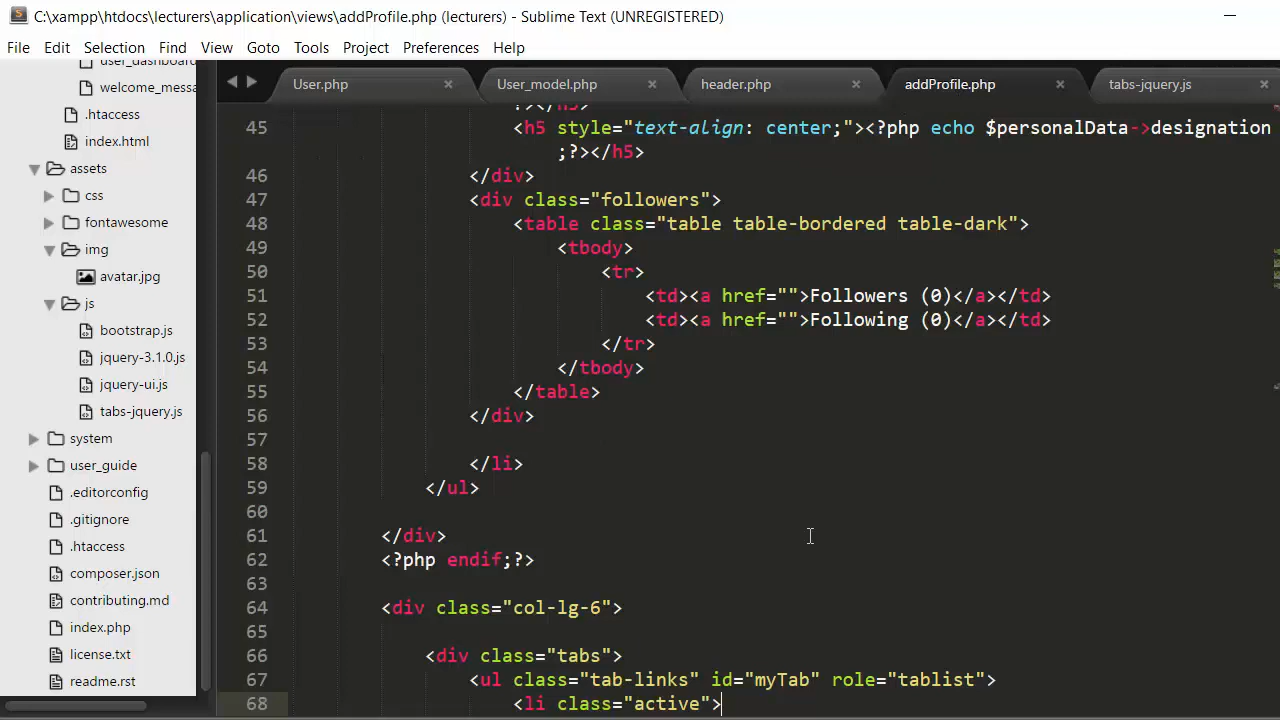 C:\xampp\htdocs\lecturers\application\views\addProfile.php (lecturers) - Sublime Text (UNREGISTERED)
File Edit Selection Find View Goto Tools Project Preferences Help
User.php User_model.php header.php addProfile.php tabs-jquery.js
user_dashboard
welcome_messa
.htaccess
index.html
assets
css
fontawesome
img
avatar.jpg
js
bootstrap.js
jquery-3.1.0.js
jquery-ui.js
tabs-jquery.js
system
user_guide
.editorconfig
.gitignore
.htaccess
composer.json
contributing.md
index.php
license.txt
readme.rst
?></h5>
45 <h5 style="text-align: center;"><?php echo $personalData->designation
;?></h5>
46 </div>
47 <div class="followers">
48 <table class="table table-bordered table-dark">
49 <tbody>
50 <tr>
51 <td><a href="">Followers (0)</a></td>
52 <td><a href="">Following (0)</a></td>
53 </tr>
54 </tbody>
55 </table>
56 </div>
57
58 </li>
59 </ul>
60
61 </div>
62 <?php endif;?>
63
64 <div class="col-lg-6">
65
66 <div class="tabs">
67 <ul class="tab-links" id="myTab" role="tablist">
68 <li class="active">